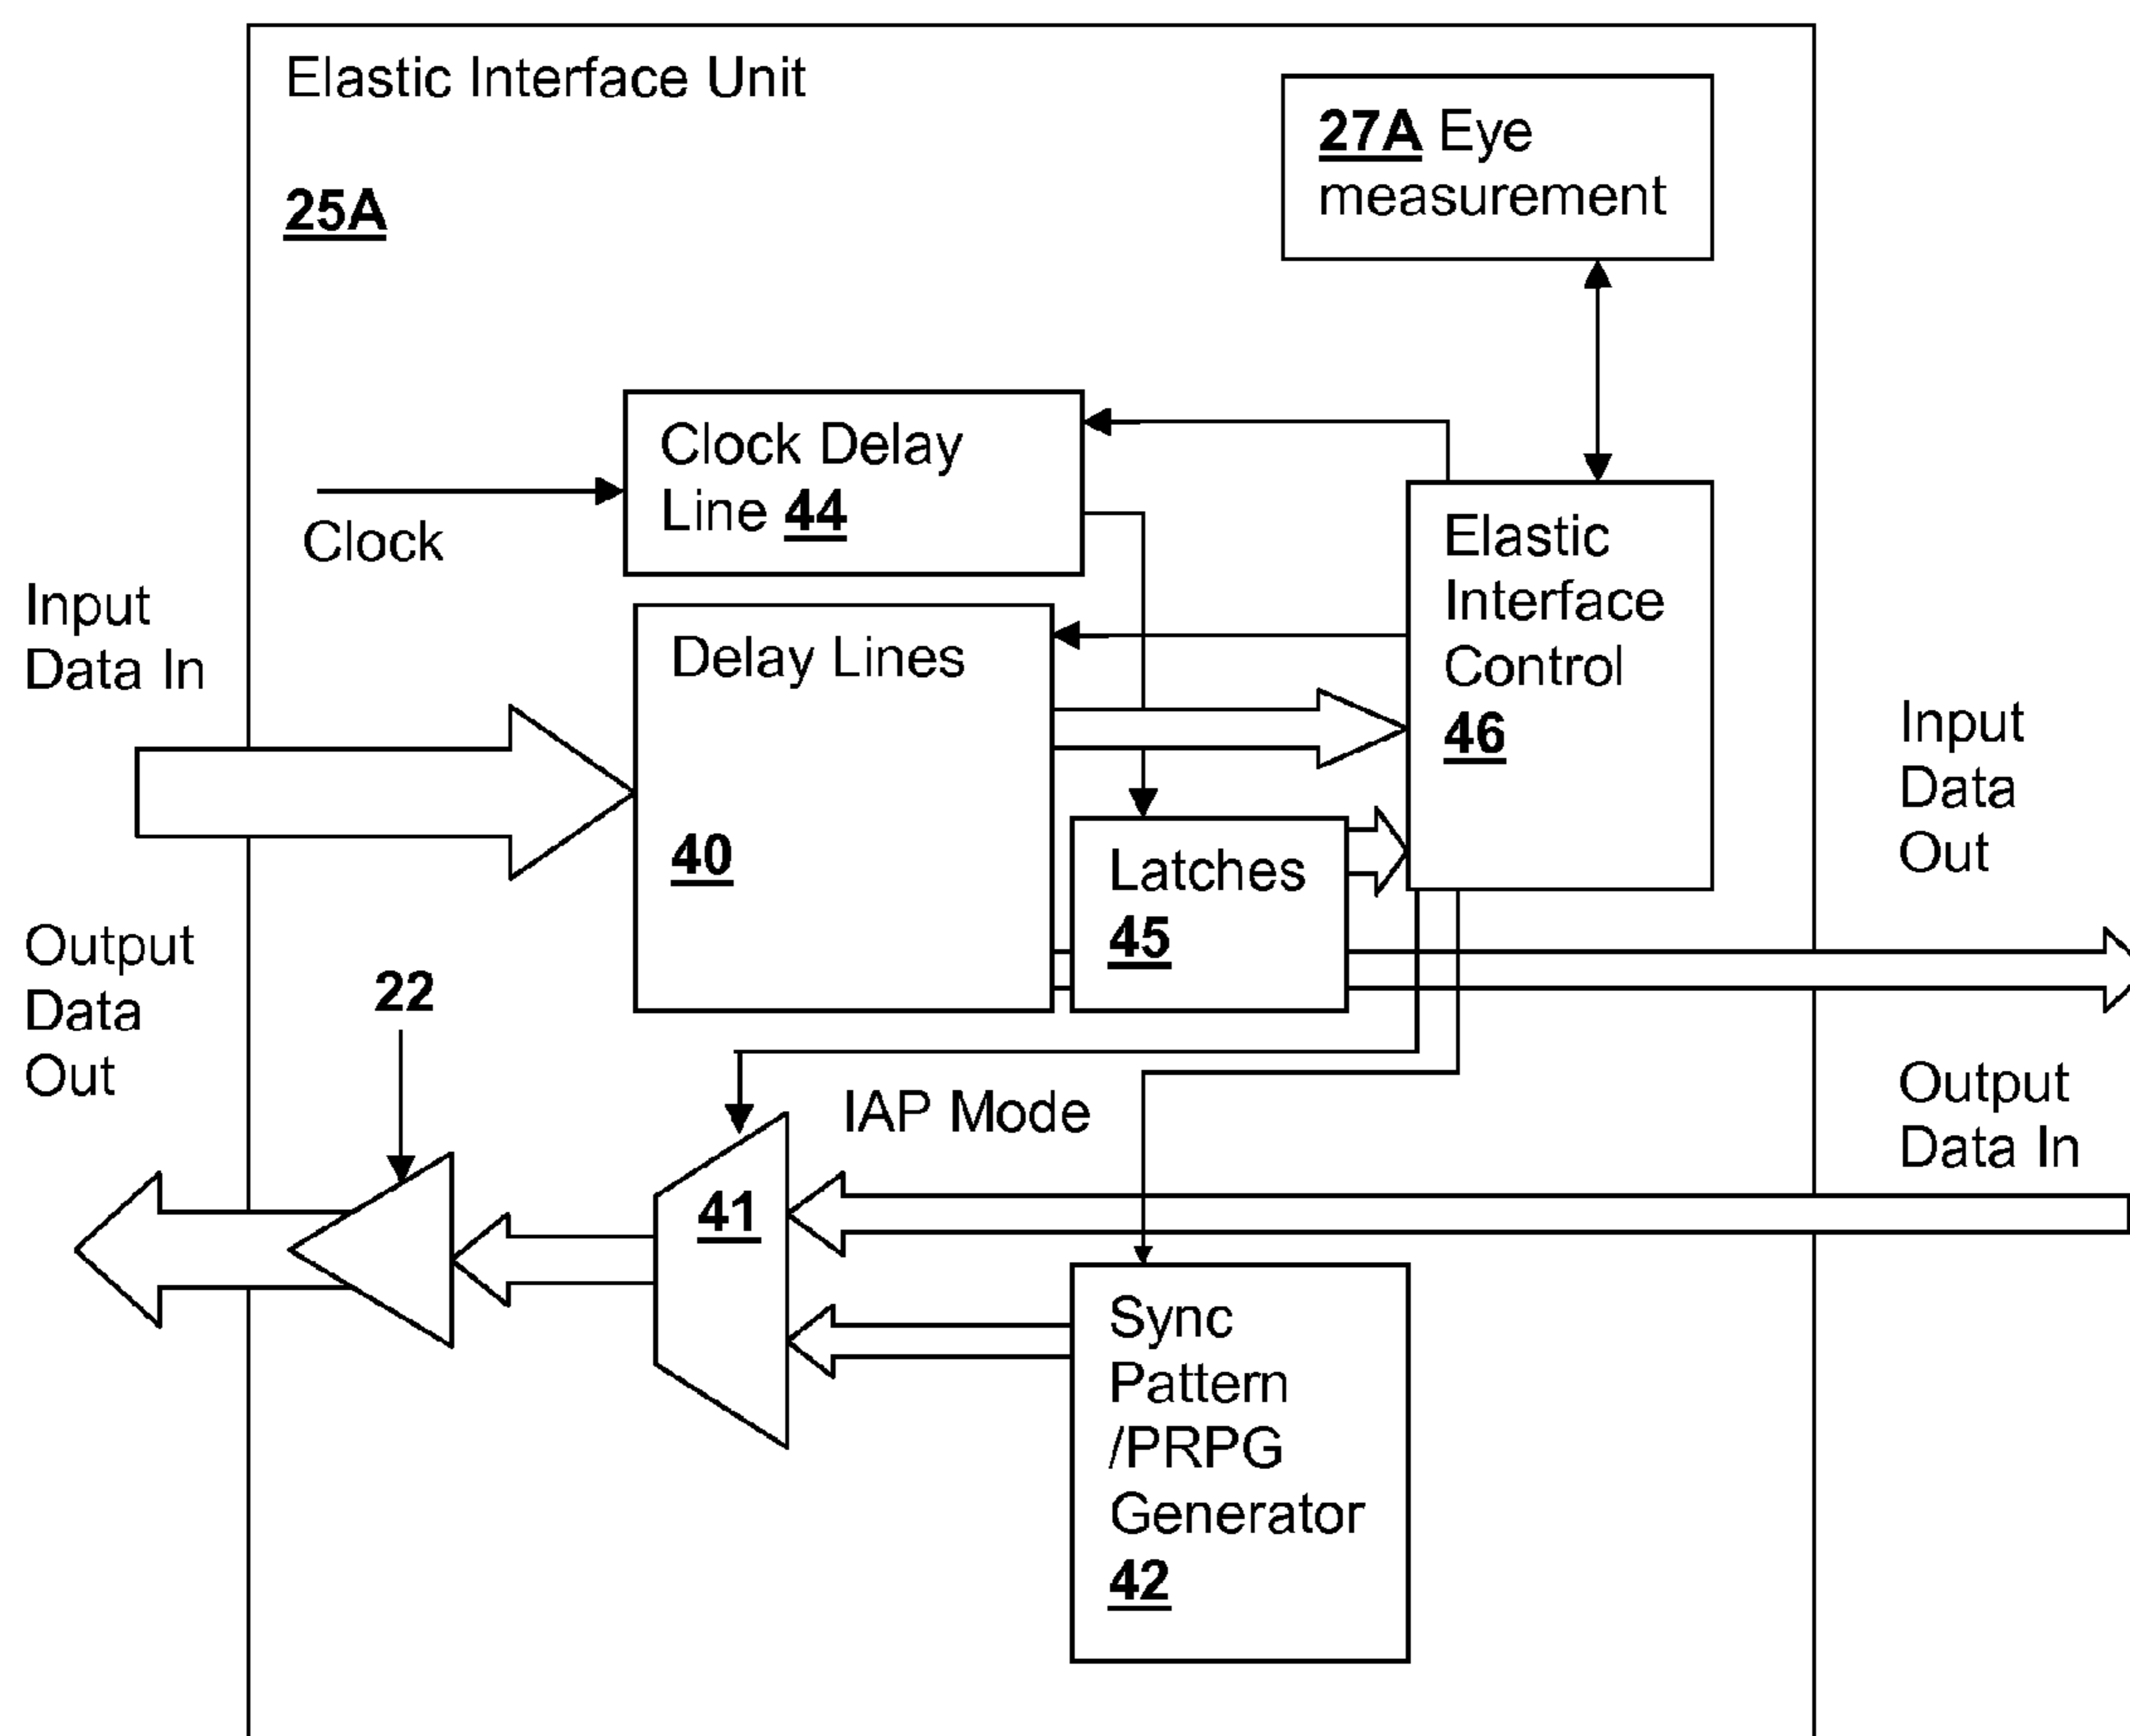 Elastic Interface Unit
25A
27A Eye
measurement
Clock Delay
Line 44
Clock
Elastic
Interface
Control
46
Input
Data In
Delay Lines
40
Latches
45
Input
Data
Out
Output
Data
Out
22
IAP Mode
41
Output
Data In
Sync
Pattern
/PRPG
Generator
42